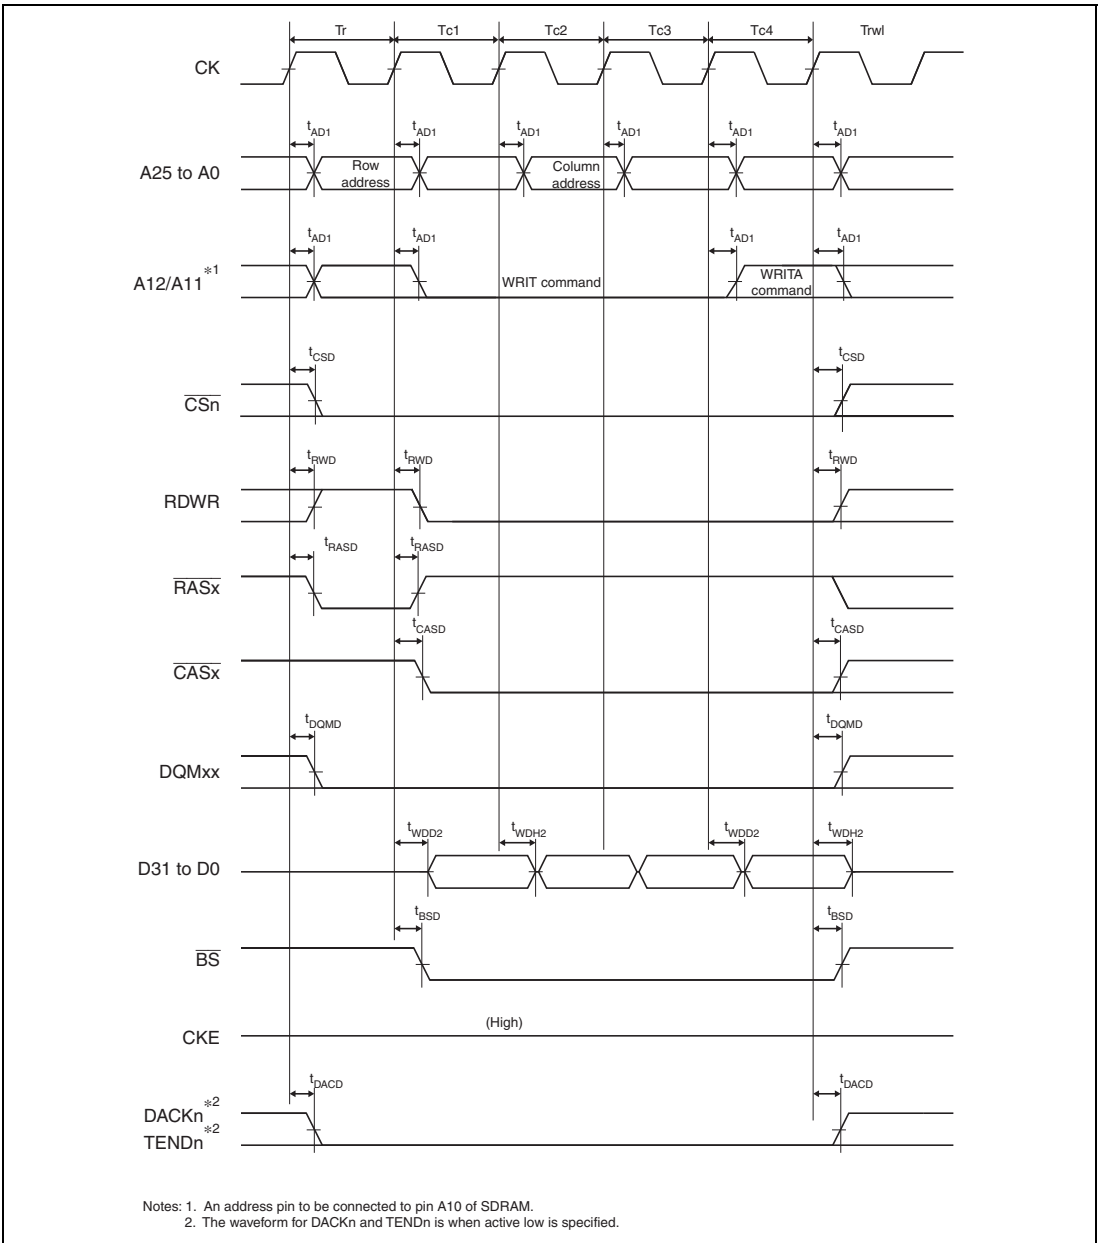 Tr Tc1 Tc2 Tc3 Tc4 Trwl
CK
tAD1 tAD1 tAD1 tAD1 tAD1 tAD1
A25 to A0
Row address
Column address
tAD1 tAD1 tAD1 tAD1
A12/A11*1
WRIT command
WRITA command
tCSD tCSD
CSn
tRWD tRWD tRWD
RDWR
tRASD tRASD
RASx
tCASD tCASD
CASx
tDQMD tDQMD
DQMxx
tWDD2 tWDH2 tWDD2 tWDH2
D31 to D0
tBSD tBSD
BS
(High)
CKE
tDACD tDACD
DACKn*2
TENDn*2
Notes: 1. An address pin to be connected to pin A10 of SDRAM.
2. The waveform for DACKn and TENDn is when active low is specified.